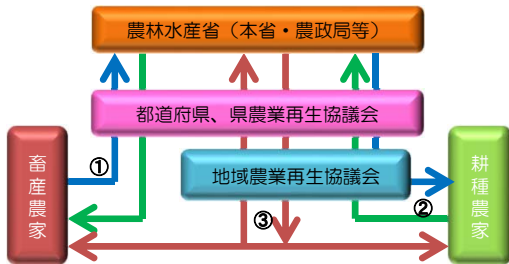 農林水産省（本省・農政局等）
都道府県、県農業再生協議会
地域農業再生協議会
畜産農家
耕種農家
①
②
③